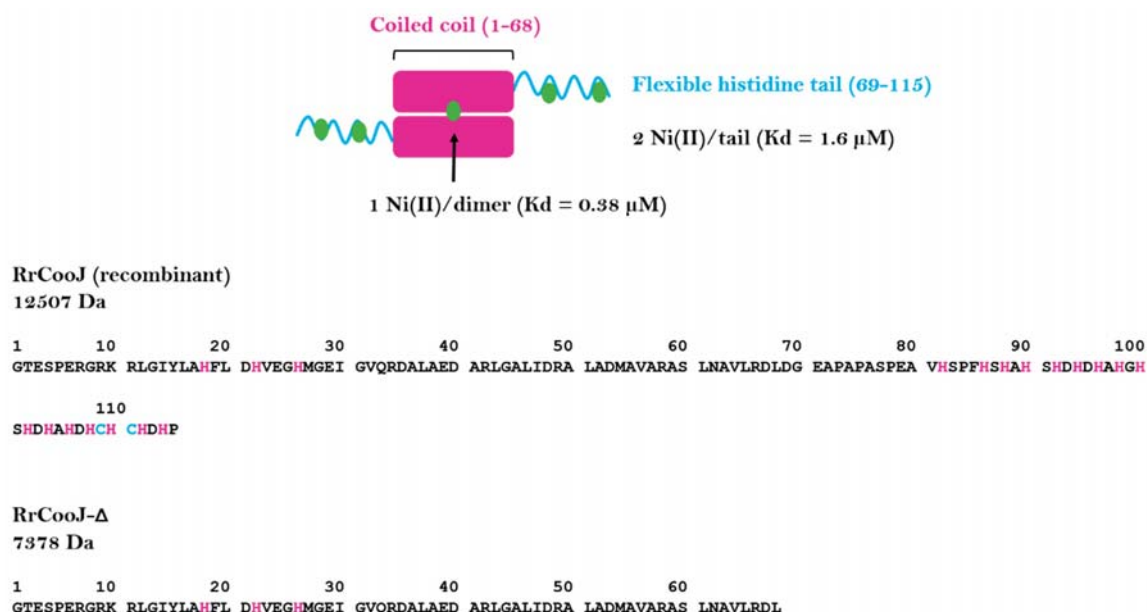 Coiled coil (1-68)
Flexible histidine tail (69-115)
2 Ni(II)/tail (Kd = 1.6 µM)
1 Ni(II)/dimer (Kd = 0.38 µM)
RrCooJ (recombinant)
12507 Da
1 10 20 30 40 50 60 70 80 90 100
GTESPERGRK RLGIYLAHFL DHVEGHMGEI GVQRDALAED ARLGALIDRA LADMAVARAS LNAVLRDLDG EAPAPASPEA VHSPFHSHAH SHDHDHAHGH
110
SHDHAHDHCH CHDHP
RrCooJ-Δ
7378 Da
1 10 20 30 40 50 60
GTESPERGRK RLGIYLAHFL DHVEGHMGEI GVQRDALAED ARLGALIDRA LADMAVARAS LNAVLRDL